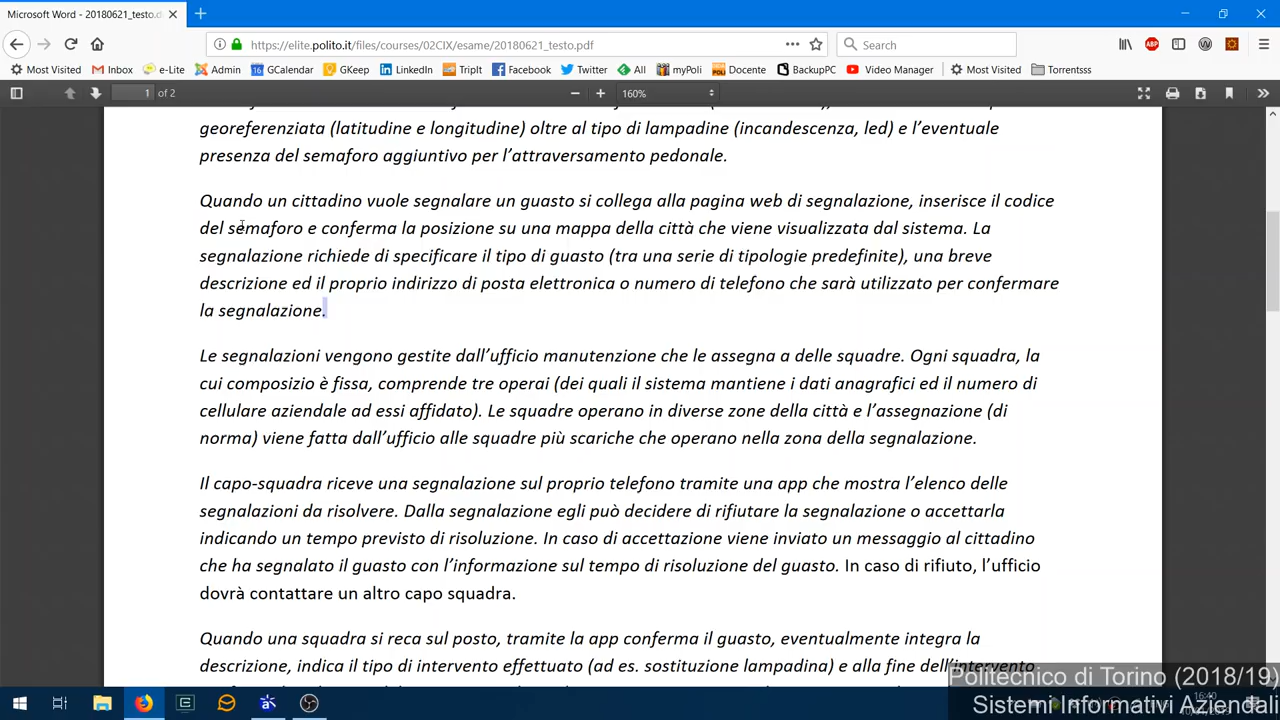 Microsoft Word - 20180621_testo.d
https://elite.polito.it/files/courses/02CIX/esame/20180621_testo.pdf
Search
Most Visited
Inbox
e-Lite
Admin
GCalendar
GKeep
LinkedIn
TripIt
Facebook
Twitter
All
myPoli
Docente
BackupPC
Video Manager
Most Visited
Torrentsss
1 of 2
160%
georeferenziata (latitudine e longitudine) oltre al tipo di lampadine (incandescenza, led) e l’eventuale
presenza del semaforo aggiuntivo per l’attraversamento pedonale.
Quando un cittadino vuole segnalare un guasto si collega alla pagina web di segnalazione, inserisce il codice
del semaforo e conferma la posizione su una mappa della città che viene visualizzata dal sistema. La
segnalazione richiede di specificare il tipo di guasto (tra una serie di tipologie predefinite), una breve
descrizione ed il proprio indirizzo di posta elettronica o numero di telefono che sarà utilizzato per confermare
la segnalazione.
Le segnalazioni vengono gestite dall’ufficio manutenzione che le assegna a delle squadre. Ogni squadra, la
cui composizio è fissa, comprende tre operai (dei quali il sistema mantiene i dati anagrafici ed il numero di
cellulare aziendale ad essi affidato). Le squadre operano in diverse zone della città e l’assegnazione (di
norma) viene fatta dall’ufficio alle squadre più scariche che operano nella zona della segnalazione.
Il capo-squadra riceve una segnalazione sul proprio telefono tramite una app che mostra l’elenco delle
segnalazioni da risolvere. Dalla segnalazione egli può decidere di rifiutare la segnalazione o accettarla
indicando un tempo previsto di risoluzione. In caso di accettazione viene inviato un messaggio al cittadino
che ha segnalato il guasto con l’informazione sul tempo di risoluzione del guasto. In caso di rifiuto, l’ufficio
dovrà contattare un altro capo squadra.
Quando una squadra si reca sul posto, tramite la app conferma il guasto, eventualmente integra la
descrizione, indica il tipo di intervento effettuato (ad es. sostituzione lampadina) e alla fine dell’intervento
Politecnico di Torino (2018/19)
Sistemi Informativi Aziendali